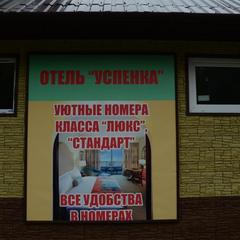 ОТЕЛЬ "УСПЕНКА"
УЮТНЫЕ НОМЕРА
КЛАССА "ЛЮКС",
"СТАНДАРТ"
ВСЕ УДОБСТВА
В НОМЕРАХ